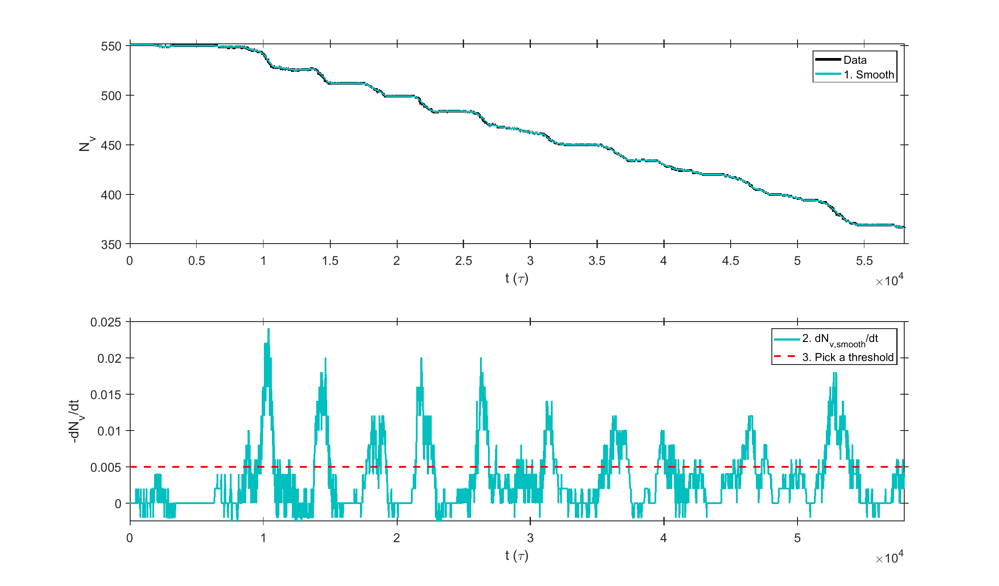 550
500
450
400
350
N_v
Data
1. Smooth
0 0.5 1 1.5 2 2.5 3 3.5 4 4.5 5 5.5
t (τ)
×10^4
0.025
0.02
0.015
0.01
0.005
0
-dN_v/dt
2. dN_v,smooth/dt
3. Pick a threshold
0 1 2 3 4 5
t (τ)
×10^4